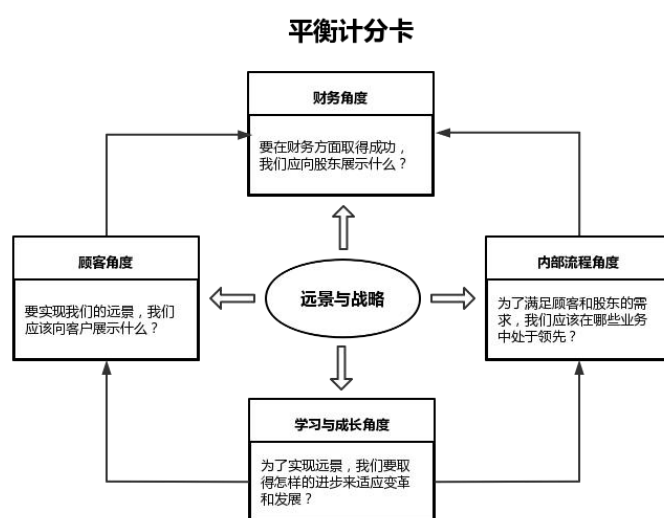 平衡计分卡
财务角度
要在财务方面取得成功，
我们应向股东展示什么？
顾客角度
要实现我们的远景，我们
应该向客户展示什么？
远景与战略
内部流程角度
为了满足顾客和股东的需
求，我们应该在哪些业务
中处于领先？
学习与成长角度
为了实现远景，我们要取
得怎样的进步来适应变革
和发展？